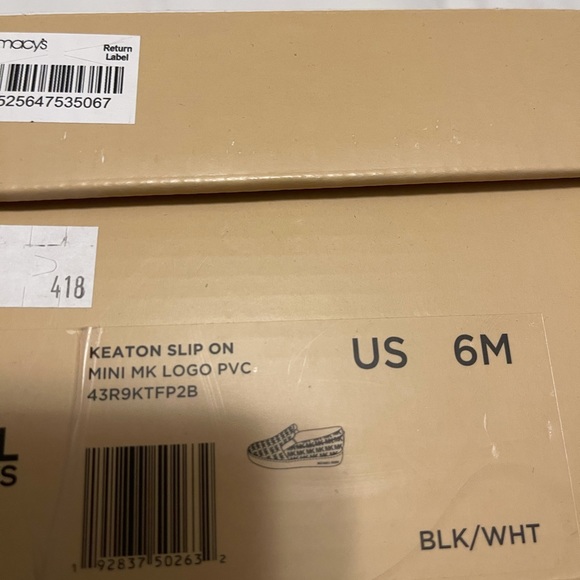 macy's
Return
Label
525647535067
418
KEATON SLIP ON
MINI MK LOGO PVC
43R9KTFP2B
US 6M
L
S
1 92837 50263 2
BLK/WHT